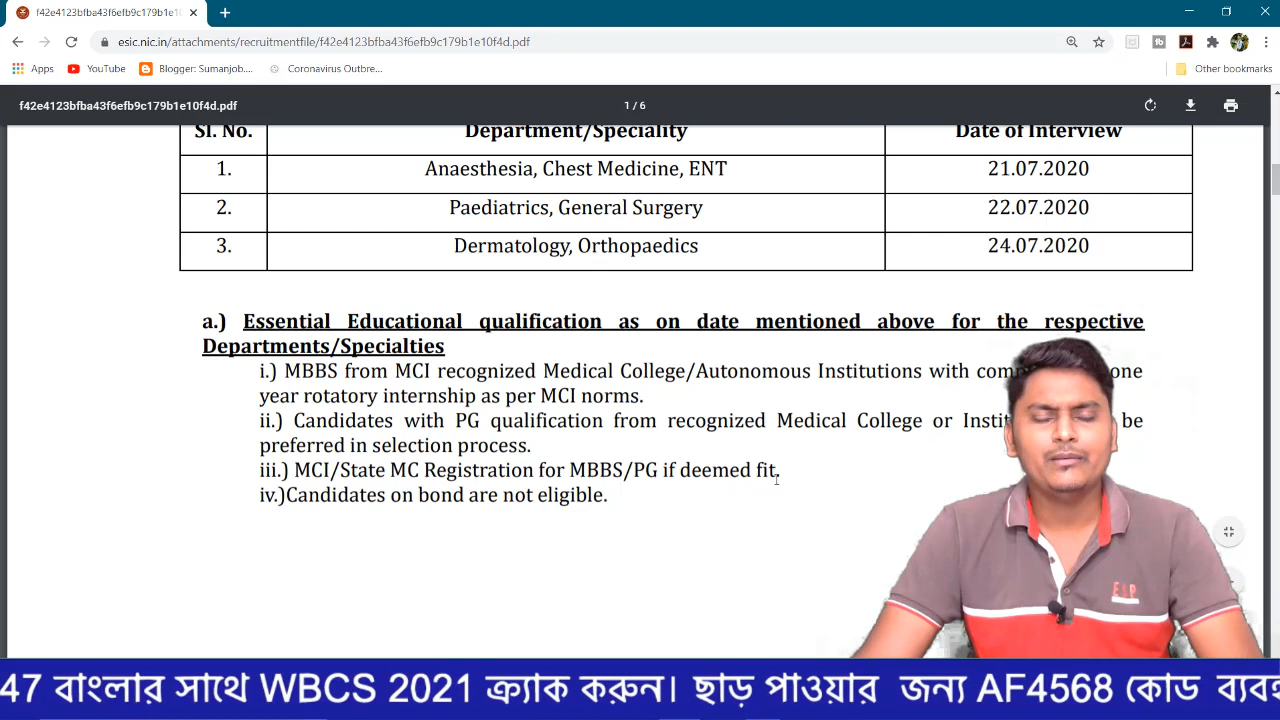 f42e4123bfba43f6efb9c179b1e10
esic.nic.in/attachments/recruitmentfile/f42e4123bfba43f6efb9c179b1e10f4d.pdf
Apps YouTube Blogger: Sumanjob.... Coronavirus Outbre... Other bookmarks
f42e4123bfba43f6efb9c179b1e10f4d.pdf 1 / 6
Sl. No. Department/Speciality Date of Interview
1. Anaesthesia, Chest Medicine, ENT 21.07.2020
2. Paediatrics, General Surgery 22.07.2020
3. Dermatology, Orthopaedics 24.07.2020
a.) Essential Educational qualification as on date mentioned above for the respective
Departments/Specialties
i.) MBBS from MCI recognized Medical College/Autonomous Institutions with one
year rotatory internship as per MCI norms.
ii.) Candidates with PG qualification from recognized Medical College or be
preferred in selection process.
iii.) MCI/State MC Registration for MBBS/PG if deemed fit.
iv.)Candidates on bond are not eligible.
ESP
47 বাংলার সাথে WBCS 2021 ক্র্যাক করুন। ছাড় পাওয়ার জন্য AF4568 কোড